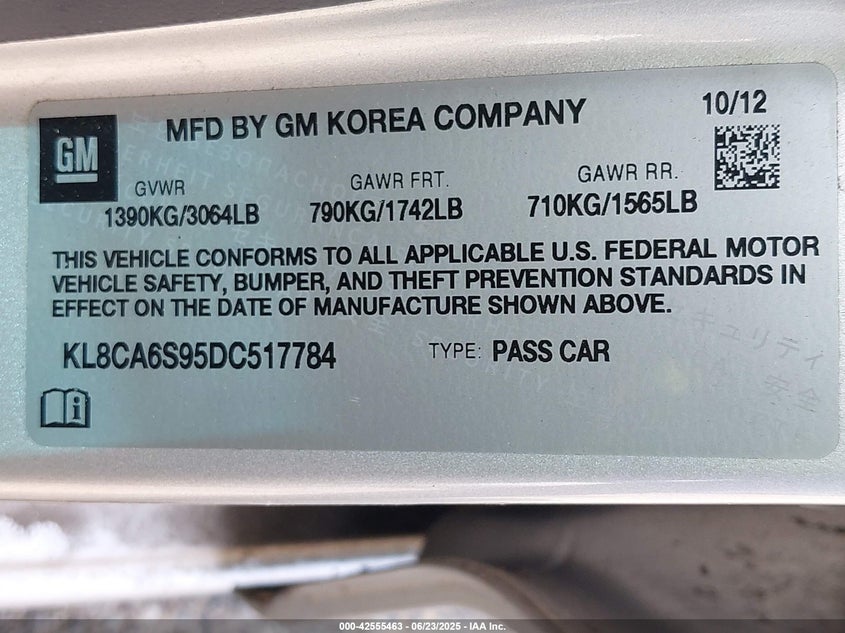 GM
MFD BY GM KOREA COMPANY
10/12
GVWR
1390KG/3064LB
GAWR FRT.
790KG/1742LB
GAWR RR.
710KG/1565LB
THIS VEHICLE CONFORMS TO ALL APPLICABLE U.S. FEDERAL MOTOR
VEHICLE SAFETY, BUMPER, AND THEFT PREVENTION STANDARDS IN
EFFECT ON THE DATE OF MANUFACTURE SHOWN ABOVE.
KL8CA6S95DC517784
TYPE: PASS CAR
000-42555463 - 06/23/2025 - IAA Inc.